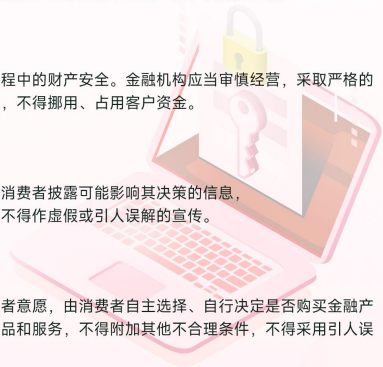 程中的财产安全。金融机构应当审慎经营，采取严格的
，不得挪用、占用客户资金。
消费者披露可能影响其决策的信息，
不得作虚假或引人误解的宣传。
者意愿，由消费者自主选择、自行决定是否购买金融产
品和服务，不得附加其他不合理条件，不得采用引人误